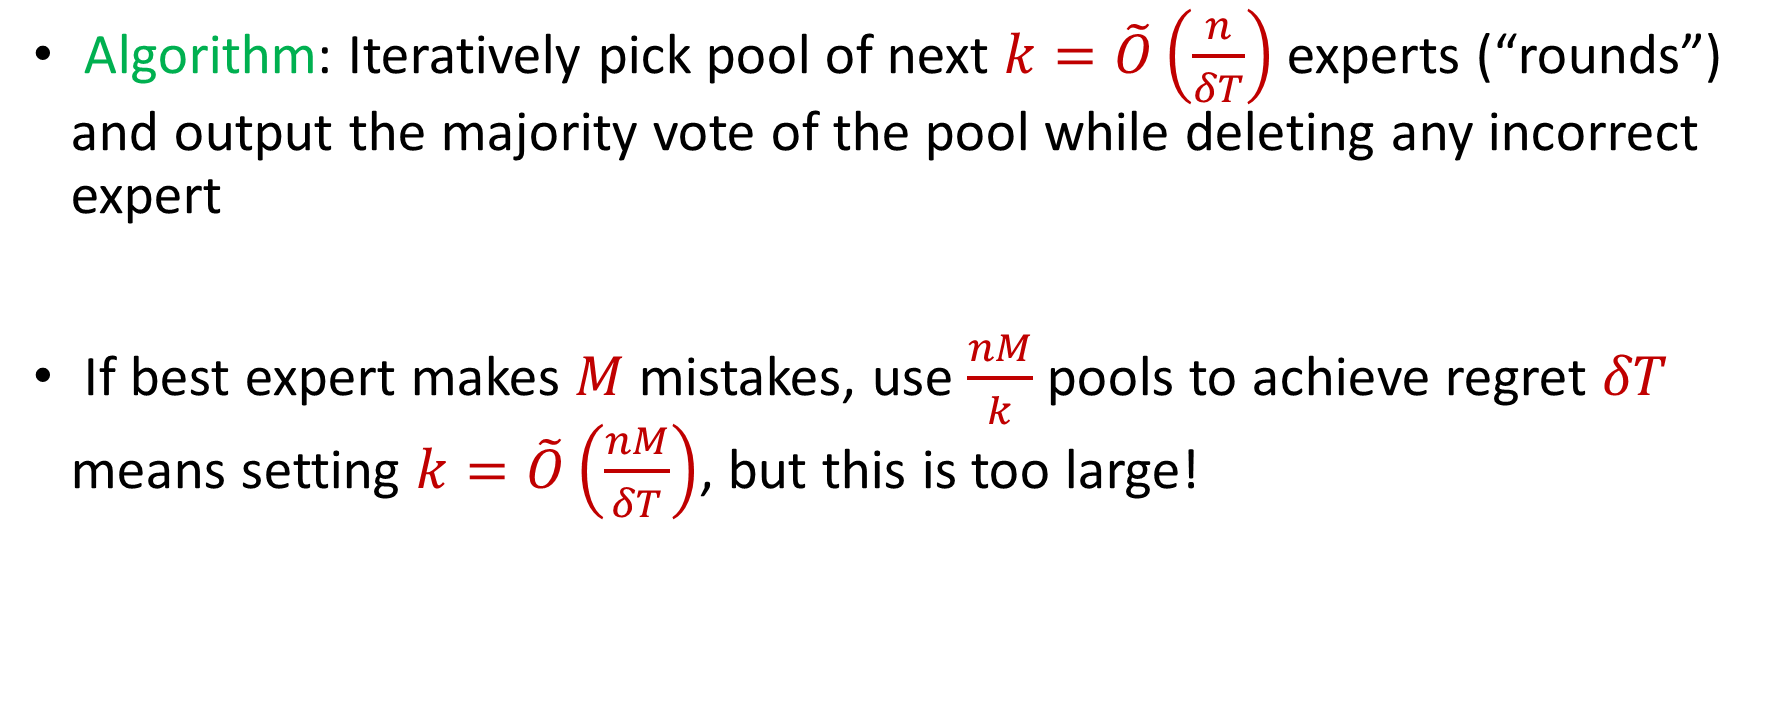 • Algorithm: Iteratively pick pool of next k = Õ(n/δT) experts (“rounds”)
and output the majority vote of the pool while deleting any incorrect
expert
• If best expert makes M mistakes, use nM/k pools to achieve regret δT
means setting k = Õ(nM/δT), but this is too large!